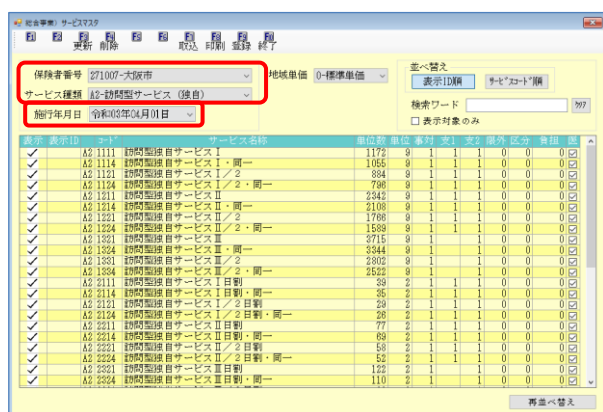 総合事業)サービスマスタ
F1 F2 F3 F4 F5 F6 F7 F8 F9 F10
更新 削除 取込 印刷 登録 終了
保険者番号 271007-大阪市 地域単価 0-標準単価
サービス種類 A2-訪問型サービス（独自）
施行年月日 令和03年04月01日
並べ替え
表示ID順 サービスコード順
検索ワード クリア
表示対象のみ
表示 表示ID コード サービス名称 単位数 単位 事対 支1 支2 限外 区分 負担 医
A2 1111 訪問型独自サービスⅠ 1172 9 1 1 1 0 0 0
A2 1114 訪問型独自サービスⅠ・同一 1055 9 1 1 1 0 0 0
A2 1121 訪問型独自サービスⅠ／2 884 9 1 1 1 0 0 0
A2 1124 訪問型独自サービスⅠ／2・同一 796 9 1 1 1 0 0 0
A2 1211 訪問型独自サービスⅡ 2342 9 1 1 1 0 0 0
A2 1214 訪問型独自サービスⅡ・同一 2108 9 1 1 1 0 0 0
A2 1221 訪問型独自サービスⅡ／2 1766 9 1 1 1 0 0 0
A2 1224 訪問型独自サービスⅡ／2・同一 1589 9 1 1 1 0 0 0
A2 1321 訪問型独自サービスⅢ 3715 9 1 1 0 0 0
A2 1324 訪問型独自サービスⅢ・同一 3344 9 1 1 0 0 0
A2 1331 訪問型独自サービスⅢ／2 2802 9 1 1 0 0 0
A2 1334 訪問型独自サービスⅢ／2・同一 2522 9 1 1 0 0 0
A2 2111 訪問型独自サービスⅠ日割 39 2 1 1 1 0 0 0
A2 2114 訪問型独自サービスⅠ日割・同一 35 2 1 1 1 0 0 0
A2 2121 訪問型独自サービスⅠ／2日割 29 2 1 1 1 0 0 0
A2 2124 訪問型独自サービスⅠ／2日割・同一 26 2 1 1 1 0 0 0
A2 2211 訪問型独自サービスⅡ日割 77 2 1 1 1 0 0 0
A2 2214 訪問型独自サービスⅡ日割・同一 69 2 1 1 1 0 0 0
A2 2221 訪問型独自サービスⅡ／2日割 58 2 1 1 1 0 0 0
A2 2224 訪問型独自サービスⅡ／2日割・同一 52 2 1 1 1 0 0 0
A2 2321 訪問型独自サービスⅢ日割 122 2 1 1 0 0 0
A2 2324 訪問型独自サービスⅢ日割・同一 110 2 1 1 0 0 0
再並べ替え